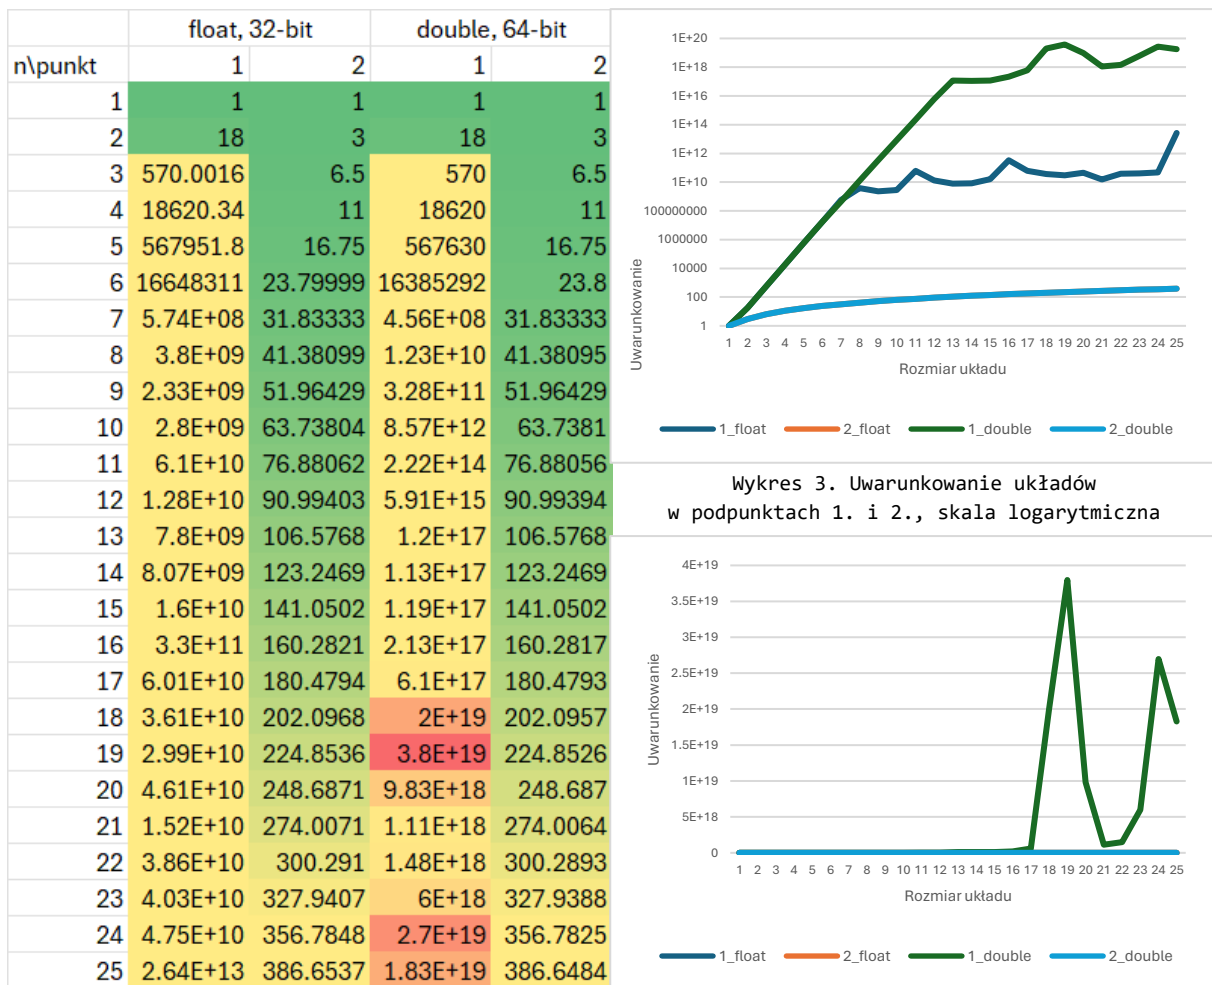 float, 32-bit double, 64-bit
n\punkt 1 2 1 2
1 1 1 1 1
2 18 3 18 3
3 570.0016 6.5 570 6.5
4 18620.34 11 18620 11
5 567951.8 16.75 567630 16.75
6 16648311 23.79999 16385292 23.8
7 5.74E+08 31.83333 4.56E+08 31.83333
8 3.8E+09 41.38099 1.23E+10 41.38095
9 2.33E+09 51.96429 3.28E+11 51.96429
10 2.8E+09 63.73804 8.57E+12 63.7381
11 6.1E+10 76.88062 2.22E+14 76.88056
12 1.28E+10 90.99403 5.91E+15 90.99394
13 7.8E+09 106.5768 1.2E+17 106.5768
14 8.07E+09 123.2469 1.13E+17 123.2469
15 1.6E+10 141.0502 1.19E+17 141.0502
16 3.3E+11 160.2821 2.13E+17 160.2817
17 6.01E+10 180.4794 6.1E+17 180.4793
18 3.61E+10 202.0968 2E+19 202.0957
19 2.99E+10 224.8536 3.8E+19 224.8526
20 4.61E+10 248.6871 9.83E+18 248.687
21 1.52E+10 274.0071 1.11E+18 274.0064
22 3.86E+10 300.291 1.48E+18 300.2893
23 4.03E+10 327.9407 6E+18 327.9388
24 4.75E+10 356.7848 2.7E+19 356.7825
25 2.64E+13 386.6537 1.83E+19 386.6484
Uwarunkowanie
1E+20
1E+18
1E+16
1E+14
1E+12
1E+10
100000000
1000000
10000
100
1
1 2 3 4 5 6 7 8 9 10 11 12 13 14 15 16 17 18 19 20 21 22 23 24 25
Rozmiar układu
1_float 2_float 1_double 2_double
Wykres 3. Uwarunkowanie układów
w podpunktach 1. i 2., skala logarytmiczna
Uwarunkowanie
4E+19
3.5E+19
3E+19
2.5E+19
2E+19
1.5E+19
1E+19
5E+18
0
1 2 3 4 5 6 7 8 9 10 11 12 13 14 15 16 17 18 19 20 21 22 23 24 25
Rozmiar układu
1_float 2_float 1_double 2_double